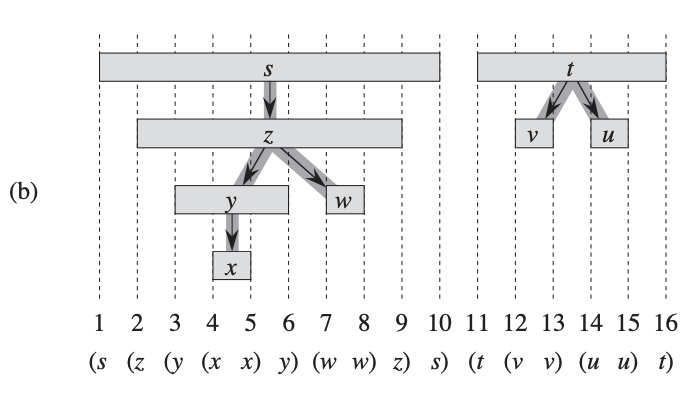 s t
z v u
(b)
y w
x
1 2 3 4 5 6 7 8 9 10 11 12 13 14 15 16
(s (z (y (x x) y) (w w) z) s) (t (v v) (u u) t)